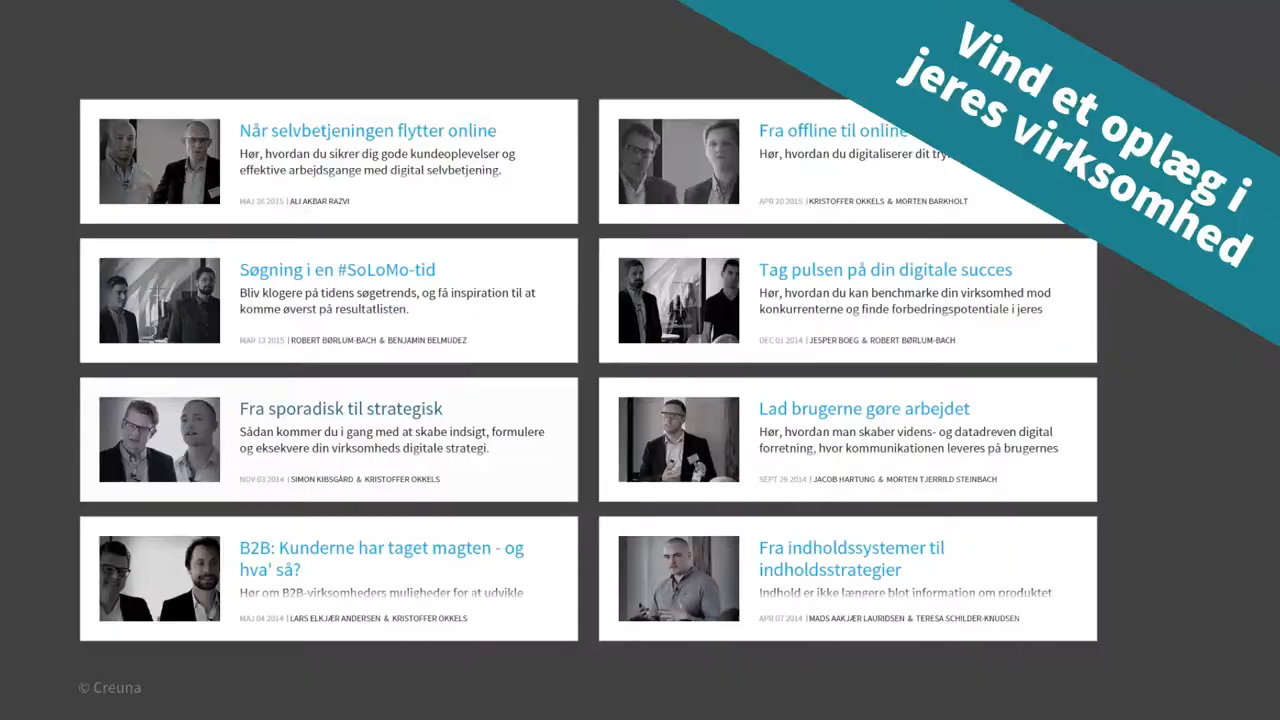 Vind et oplæg i
jeres virksomhed
Når selvbetjeningen flytter online
Hør, hvordan du sikrer dig gode kundeoplevelser og
effektive arbejdsgange med digital selvbetjening.
MAJ 26 2015 | ALI AKBAR RAZVI
Fra offline til online
Hør, hvordan du digitaliserer dit
APR 20 2015 | KRISTOFFER OKKELS & MORTEN BARKHOLT
Søgning i en #SoLoMo-tid
Bliv klogere på tidens søgetrends, og få inspiration til at
komme øverst på resultatlisten.
MAR 13 2015 | ROBERT BØRLUM-BACH & BENJAMIN BELMUDEZ
Tag pulsen på din digitale succes
Hør, hvordan du kan benchmarke din virksomhed mod
konkurrenterne og finde forbedringspotentiale i jeres
DEC 01 2014 | JESPER BOEG & ROBERT BØRLUM-BACH
Fra sporadisk til strategisk
Sådan kommer du i gang med at skabe indsigt, formulere
og eksekvere din virksomheds digitale strategi.
NOV 03 2014 | SIMON KIBSGÅRD & KRISTOFFER OKKELS
Lad brugerne gøre arbejdet
Hør, hvordan man skaber videns- og datadreven digital
forretning, hvor kommunikationen leveres på brugernes
SEPT 29 2014 | JACOB HARTUNG & MORTEN TJERRILD STEINBACH
B2B: Kunderne har taget magten - og
hva' så?
Hør om B2B-virksomheders muligheder for at udvikle
MAJ 04 2014 | LARS ELKJÆR ANDERSEN & KRISTOFFER OKKELS
Fra indholdssystemer til
indholdsstrategier
Indhold er ikke længere blot information om produktet
APR 07 2014 | MADS AAKJÆR LAURIDSEN & TERESA SCHILDER-KNUDSEN
© Creuna